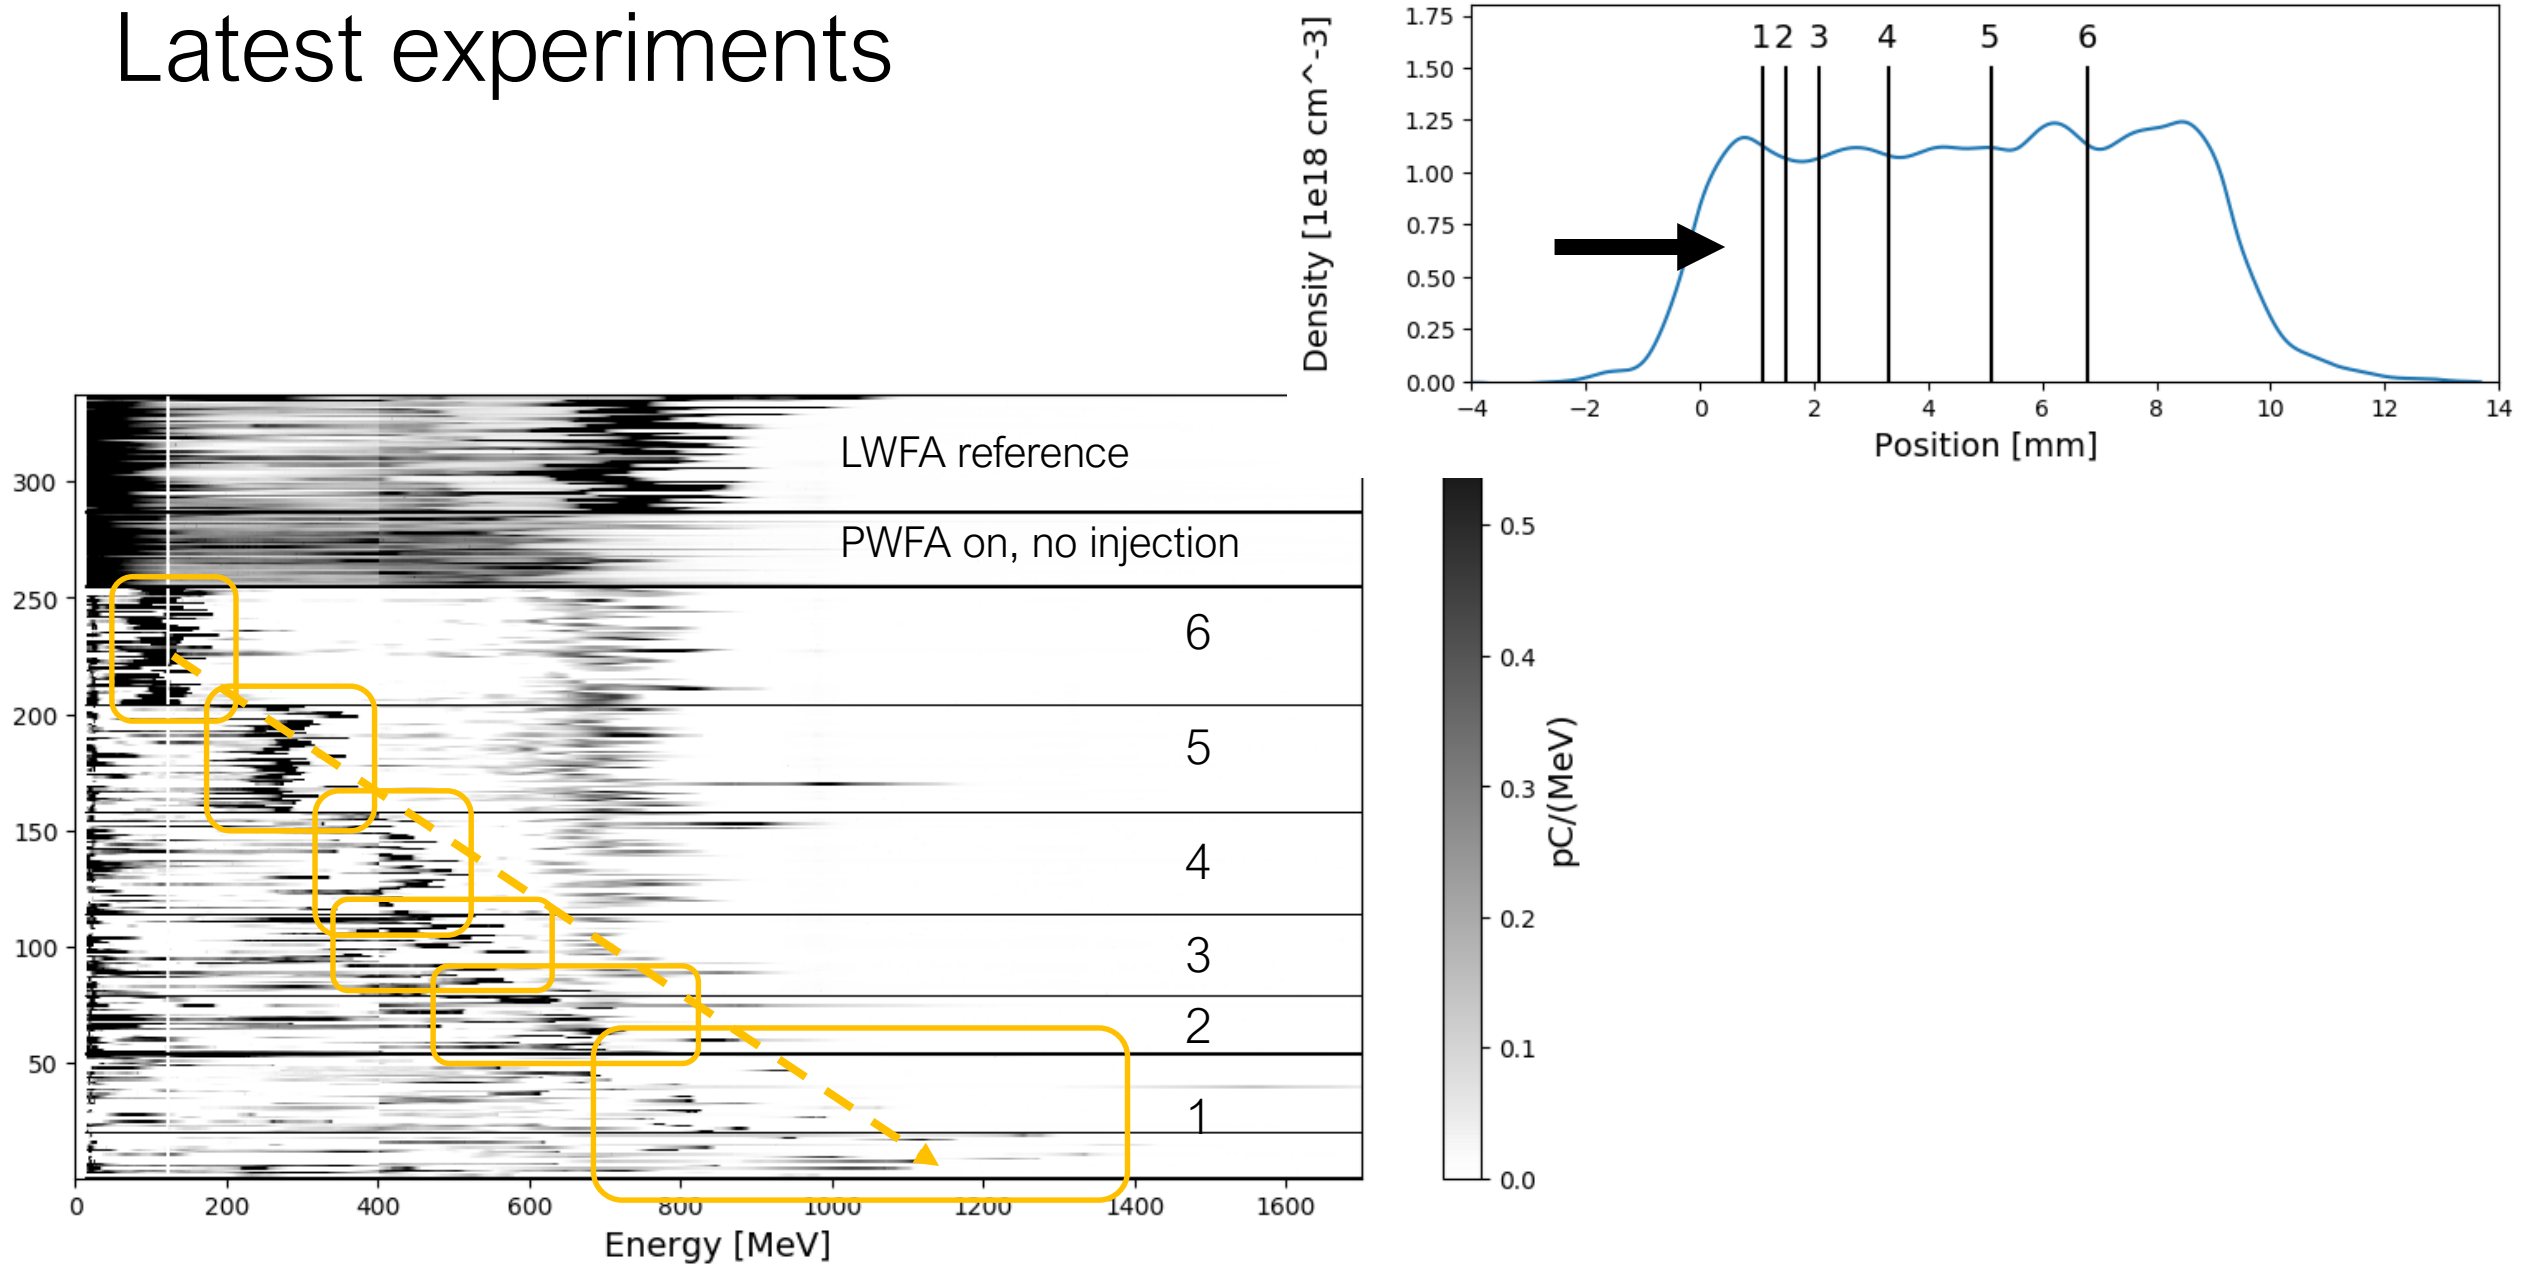 Latest experiments
Density [1e18 cm^-3]
1.75
1.50
1.25
1.00
0.75
0.50
0.25
0.00
1 2 3 4 5 6
−4 −2 0 2 4 6 8 10 12 14
Position [mm]
LWFA reference
PWFA on, no injection
6
5
4
3
2
1
300
250
200
150
100
50
0 200 400 600 800 1000 1200 1400 1600
Energy [MeV]
0.5
0.4
0.3
0.2
0.1
0.0
pC/(MeV)